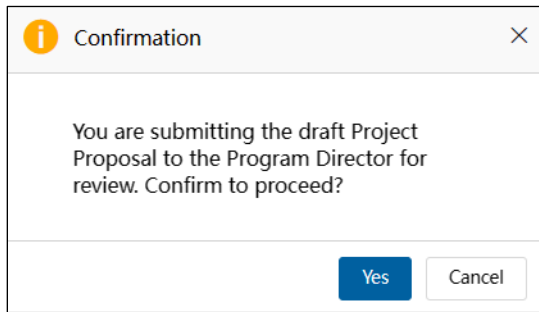 Confirmation
You are submitting the draft Project
Proposal to the Program Director for
review. Confirm to proceed?
Yes
Cancel